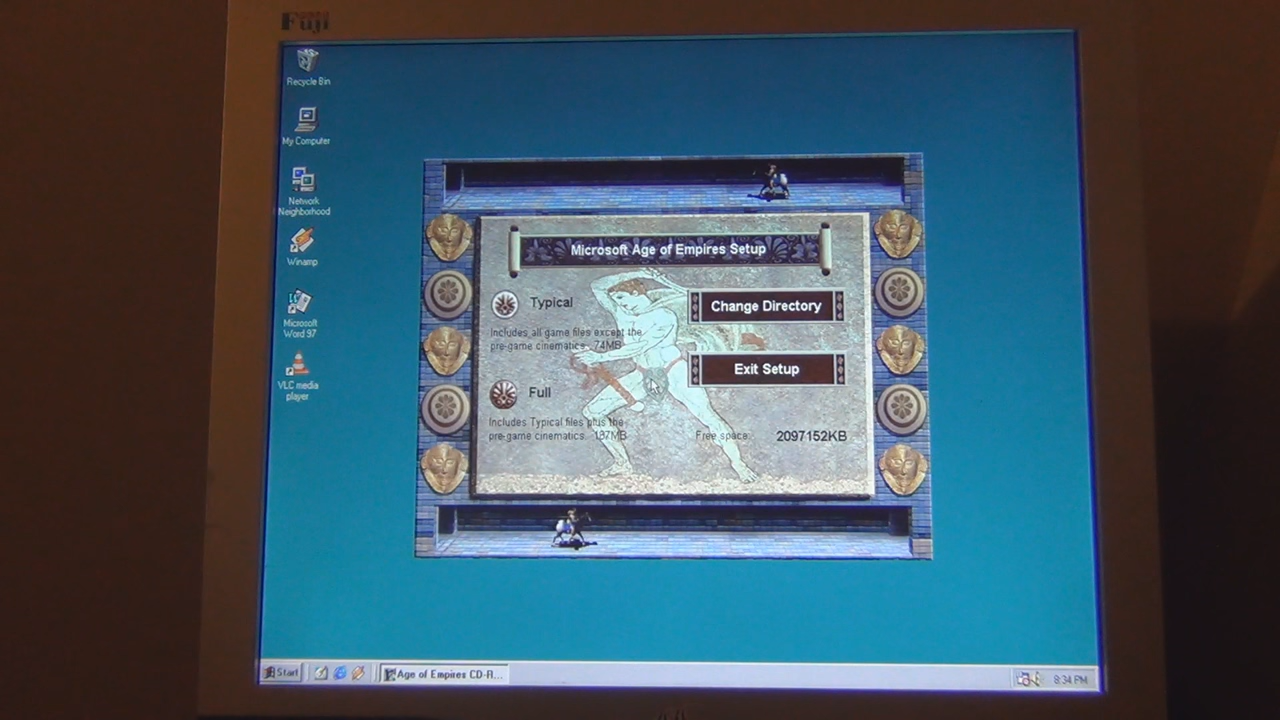 Fuji
Recycle Bin
My Computer
Network
Neighborhood
Winamp
Microsoft
Word 97
VLC media
player
Microsoft Age of Empires Setup
Typical
Includes all game files except the
pre-game cinematics. 74MB
Full
Includes Typical files plus the
pre-game cinematics. 137MB
Change Directory
Exit Setup
Free space: 2097152KB
Start
Age of Empires CD-R...
8:34 PM